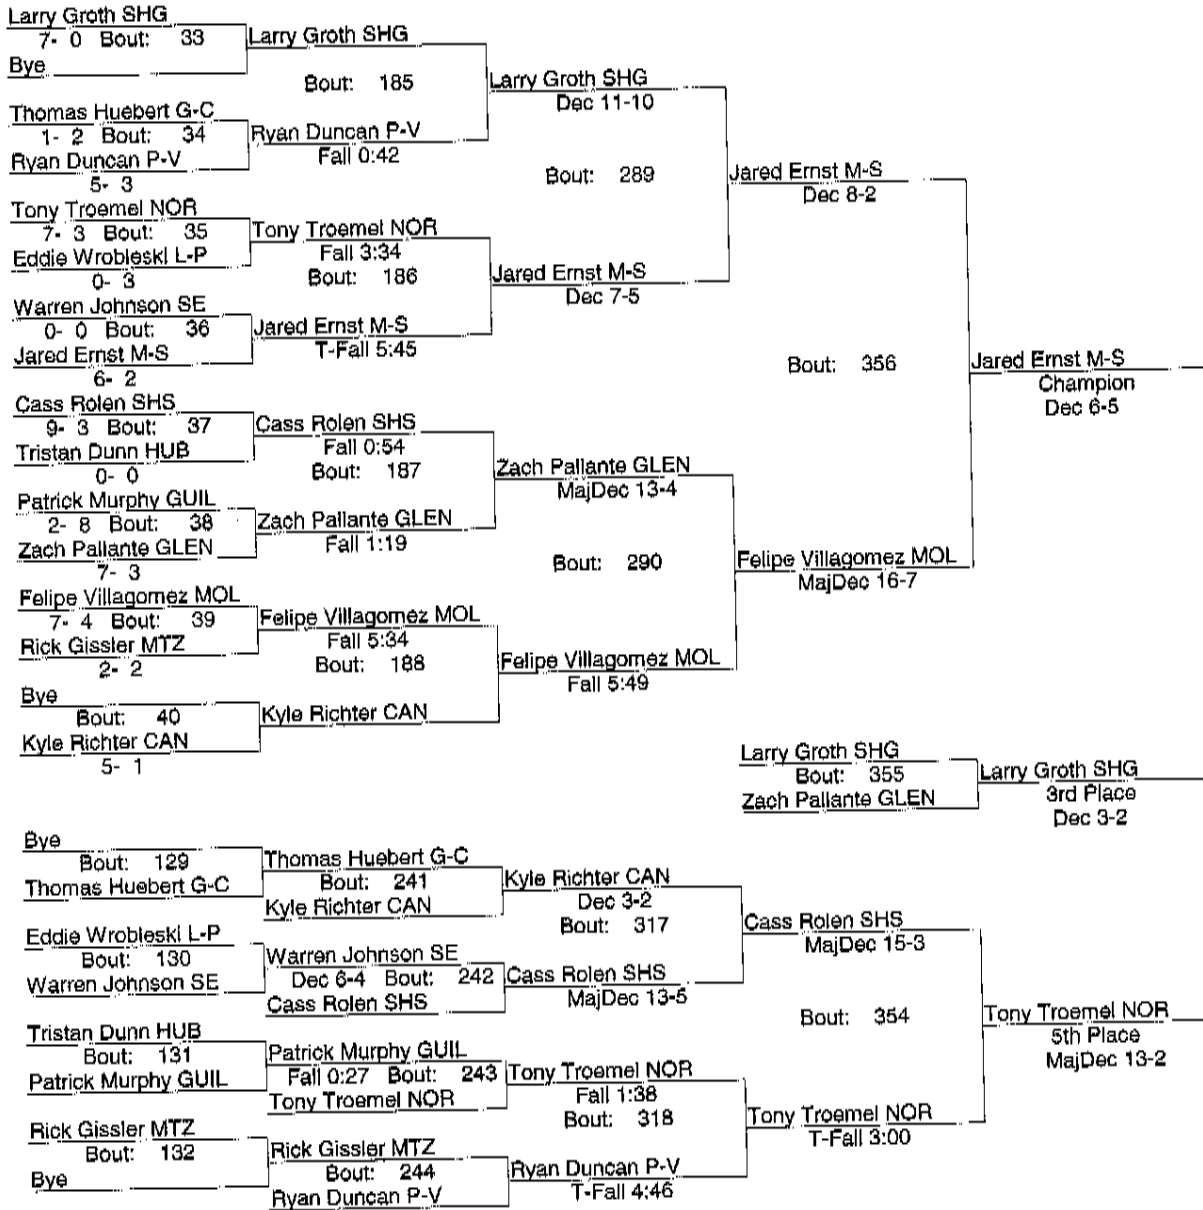 Larry Groth SHG
7- 0 Bout: 33
Bye
Larry Groth SHG
Bout: 185
Thomas Huebert G-C
1- 2 Bout: 34
Ryan Duncan P-V
5- 3
Ryan Duncan P-V
Fall 0:42
Larry Groth SHG
Dec 11-10
Bout: 289
Tony Troemel NOR
7- 3 Bout: 35
Eddie Wrobleski L-P
0- 3
Tony Troemel NOR
Fall 3:34
Bout: 186
Warren Johnson SE
0- 0 Bout: 36
Jared Ernst M-S
6- 2
Jared Ernst M-S
T-Fall 5:45
Jared Ernst M-S
Dec 7-5
Jared Ernst M-S
Dec 8-2
Bout: 356
Jared Ernst M-S
Champion
Dec 6-5
Cass Rolen SHS
9- 3 Bout: 37
Tristan Dunn HUB
0- 0
Cass Rolen SHS
Fall 0:54
Bout: 187
Patrick Murphy GUIL
2- 8 Bout: 38
Zach Pallante GLEN
7- 3
Zach Pallante GLEN
Fall 1:19
Zach Pallante GLEN
MajDec 13-4
Bout: 290
Felipe Villagomez MOL
MajDec 16-7
Felipe Villagomez MOL
7- 4 Bout: 39
Rick Gissler MTZ
2- 2
Felipe Villagomez MOL
Fall 5:34
Bout: 188
Felipe Villagomez MOL
Fall 5:49
Bye
Bout: 40
Kyle Richter CAN
5- 1
Kyle Richter CAN
Larry Groth SHG
Bout: 355
Zach Pallante GLEN
Larry Groth SHG
3rd Place
Dec 3-2
Bye
Bout: 129
Thomas Huebert G-C
Thomas Huebert G-C
Bout: 241
Kyle Richter CAN
Kyle Richter CAN
Dec 3-2
Bout: 317
Eddie Wrobleski L-P
Bout: 130
Warren Johnson SE
Warren Johnson SE
Dec 6-4 Bout: 242
Cass Rolen SHS
Cass Rolen SHS
MajDec 13-5
Cass Rolen SHS
MajDec 15-3
Bout: 354
Tony Troemel NOR
5th Place
MajDec 13-2
Tristan Dunn HUB
Bout: 131
Patrick Murphy GUIL
Patrick Murphy GUIL
Fall 0:27 Bout: 243
Tony Troemel NOR
Tony Troemel NOR
Fall 1:38
Bout: 318
Tony Troemel NOR
T-Fall 3:00
Rick Gissler MTZ
Bout: 132
Bye
Rick Gissler MTZ
Bout: 244
Ryan Duncan P-V
Ryan Duncan P-V
T-Fall 4:46